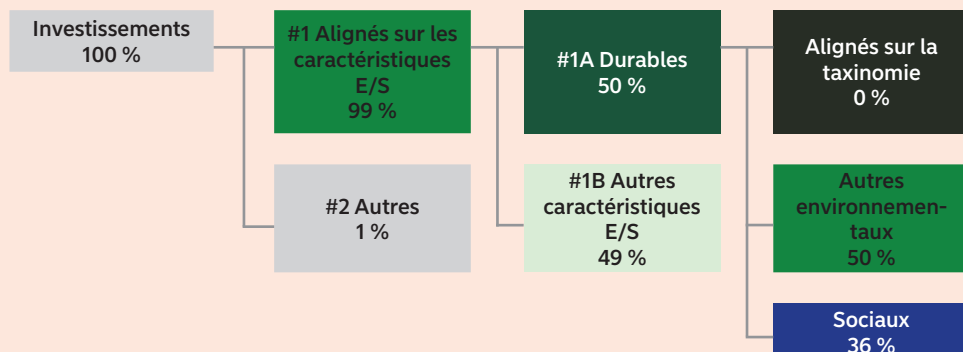 Investissements
100 %
#1 Alignés sur les
caractéristiques
E/S
99 %
#1A Durables
50 %
Alignés sur la
taxinomie
0 %
#2 Autres
1 %
#1B Autres
caractéristiques
E/S
49 %
Autres
environnemen-
taux
50 %
Sociaux
36 %